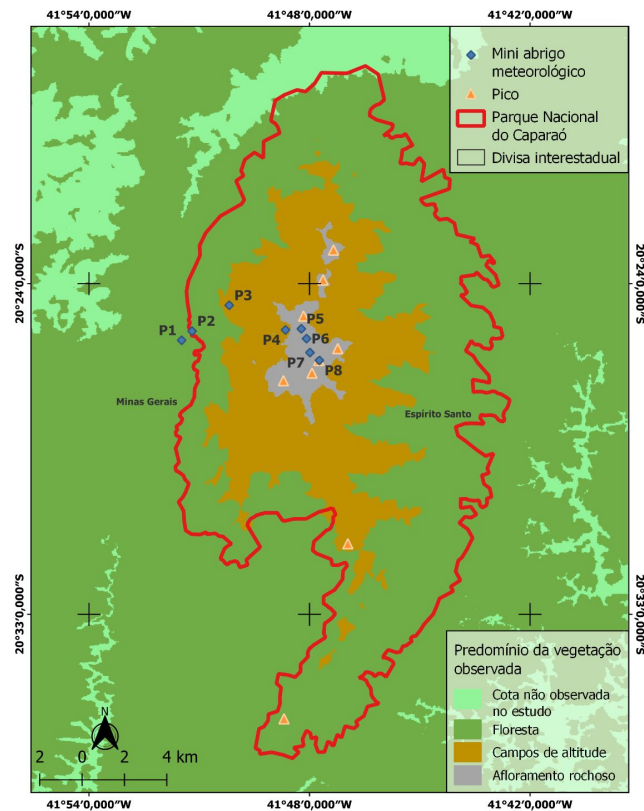 41°54'0,000"W
41°48'0,000"W
41°42'0,000"W
Mini abrigo
meteorológico
Pico
Parque Nacional
do Caparaó
Divisa interestadual
20°24'0,000"S
20°24'0,000"S
P3
P2
P1
P5
P4
P6
P7
P8
Minas Gerais
Espírito Santo
20°33'0,000"S
20°33'0,000"S
Predomínio da vegetação
observada
Cota não observada
no estudo
Floresta
Campos de altitude
Afloramento rochoso
N
2 0 2 4 km
41°54'0,000"W
41°48'0,000"W
41°42'0,000"W